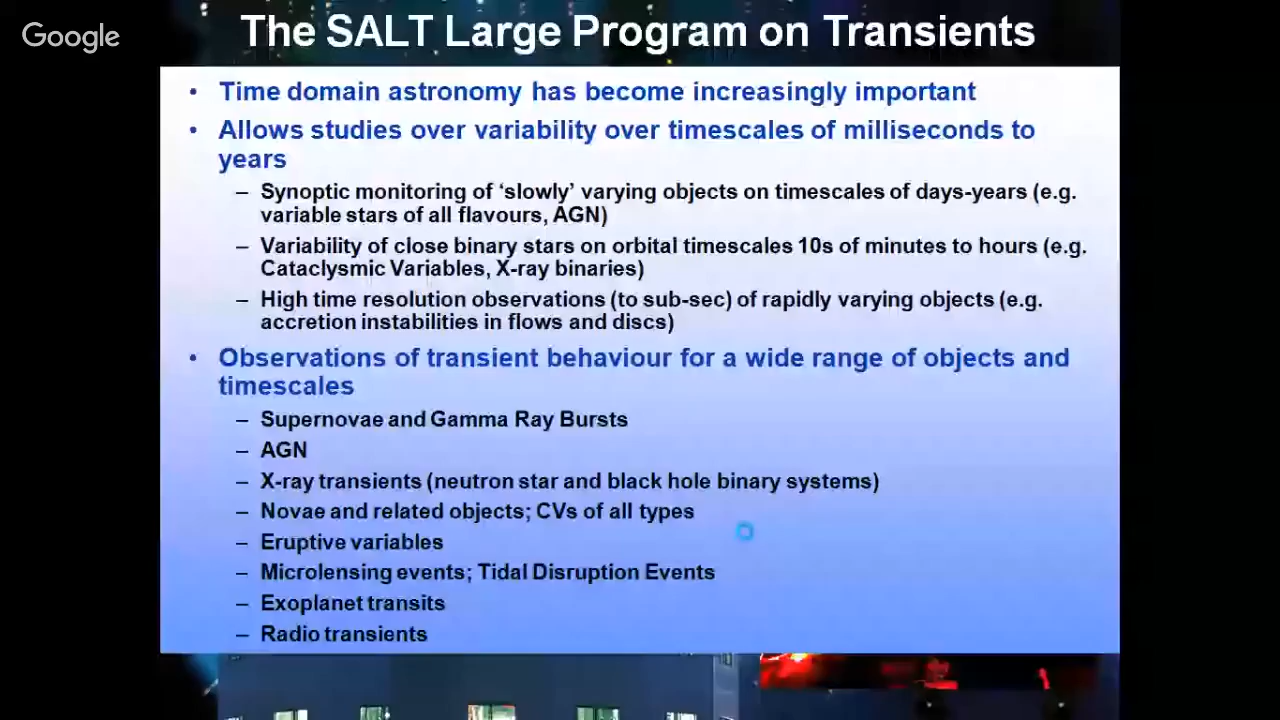 Google
The SALT Large Program on Transients
• Time domain astronomy has become increasingly important
• Allows studies over variability over timescales of milliseconds to
years
– Synoptic monitoring of ‘slowly’ varying objects on timescales of days-years (e.g.
variable stars of all flavours, AGN)
– Variability of close binary stars on orbital timescales 10s of minutes to hours (e.g.
Cataclysmic Variables, X-ray binaries)
– High time resolution observations (to sub-sec) of rapidly varying objects (e.g.
accretion instabilities in flows and discs)
• Observations of transient behaviour for a wide range of objects and
timescales
– Supernovae and Gamma Ray Bursts
– AGN
– X-ray transients (neutron star and black hole binary systems)
– Novae and related objects; CVs of all types
– Eruptive variables
– Microlensing events; Tidal Disruption Events
– Exoplanet transits
– Radio transients